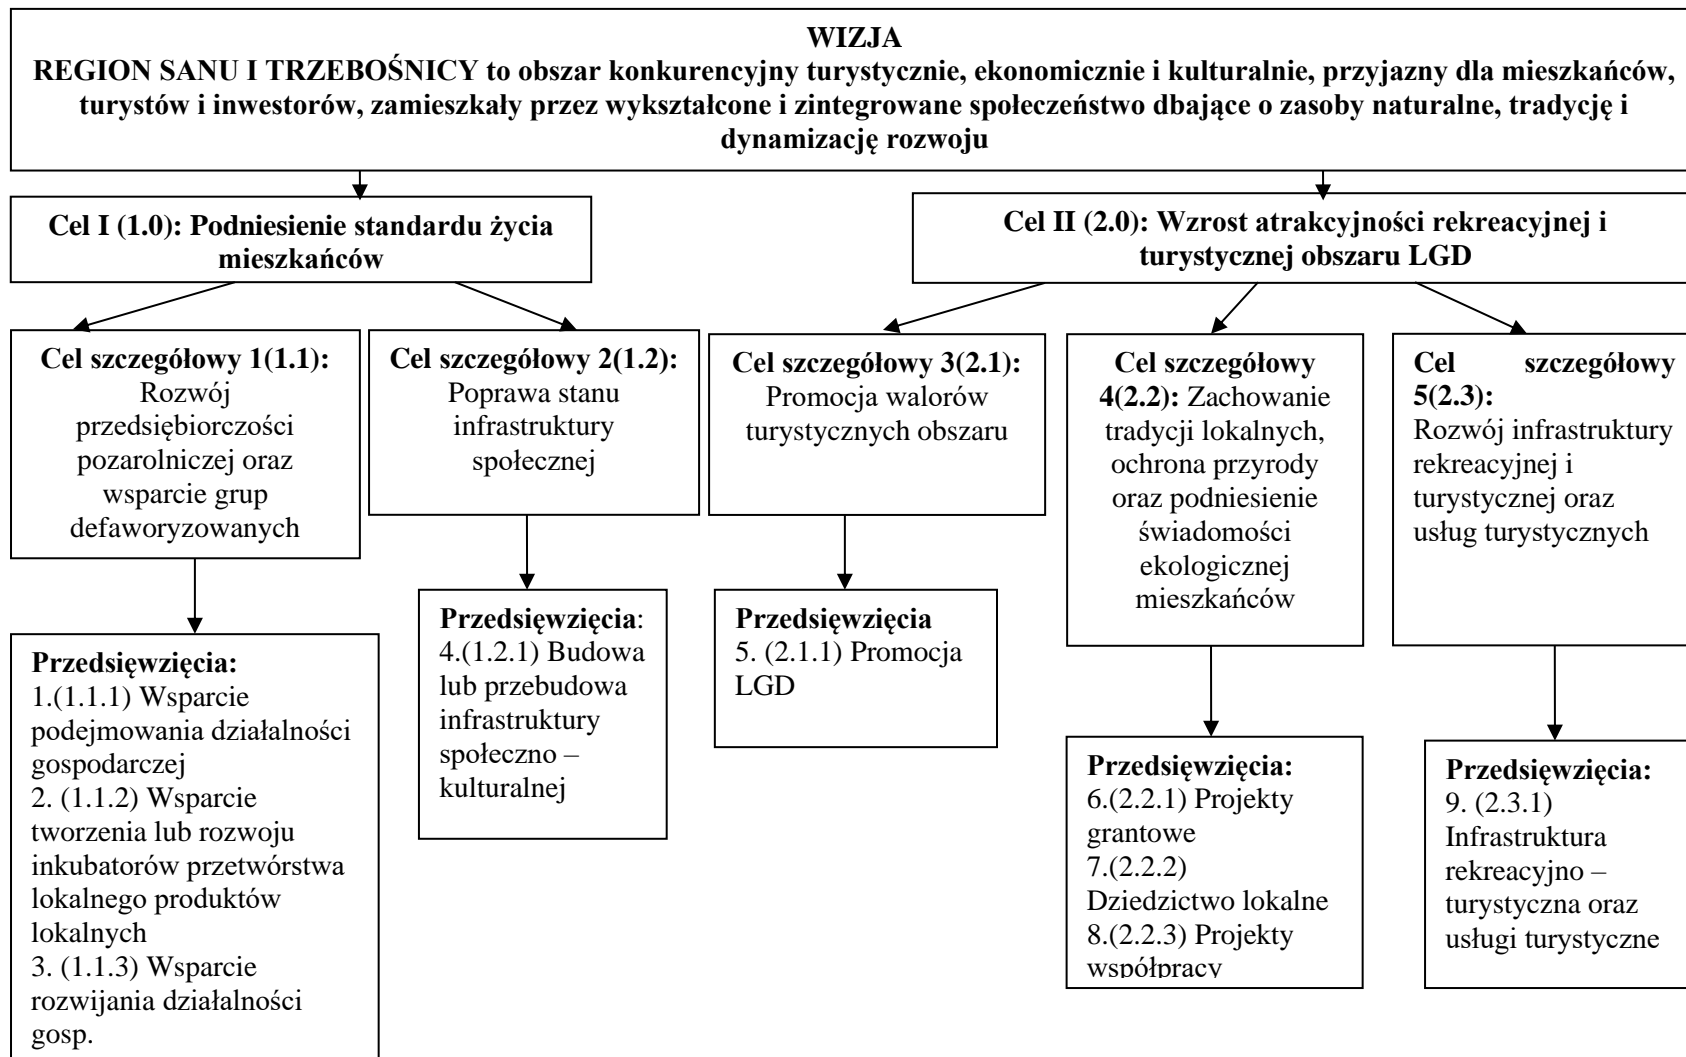 WIZJA
REGION SANU I TRZEBOŚNICY to obszar konkurencyjny turystycznie, ekonomicznie i kulturalnie, przyjazny dla mieszkańców,
turystów i inwestorów, zamieszkały przez wykształcone i zintegrowane społeczeństwo dbające o zasoby naturalne, tradycję i
dynamizację rozwoju
Cel I (1.0): Podniesienie standardu życia
mieszkańców
Cel II (2.0): Wzrost atrakcyjności rekreacyjnej i
turystycznej obszaru LGD
Cel szczegółowy 1(1.1):
Rozwój
przedsiębiorczości
pozarolniczej oraz
wsparcie grup
defaworyzowanych
Cel szczegółowy 2(1.2):
Poprawa stanu
infrastruktury
społecznej
Cel szczegółowy 3(2.1):
Promocja walorów
turystycznych obszaru
Cel szczegółowy
4(2.2): Zachowanie
tradycji lokalnych,
ochrona przyrody
oraz podniesienie
świadomości
ekologicznej
mieszkańców
Cel szczegółowy
5(2.3):
Rozwój infrastruktury
rekreacyjnej i
turystycznej oraz
usług turystycznych
Przedsięwzięcia:
1.(1.1.1) Wsparcie
podejmowania działalności
gospodarczej
2. (1.1.2) Wsparcie
tworzenia lub rozwoju
inkubatorów przetwórstwa
lokalnego produktów
lokalnych
3. (1.1.3) Wsparcie
rozwijania działalności
gosp.
Przedsięwzięcia:
4.(1.2.1) Budowa
lub przebudowa
infrastruktury
społeczno –
kulturalnej
Przedsięwzięcia
5. (2.1.1) Promocja
LGD
Przedsięwzięcia:
6.(2.2.1) Projekty
grantowe
7.(2.2.2)
Dziedzictwo lokalne
8.(2.2.3) Projekty
współpracy
Przedsięwzięcia:
9. (2.3.1)
Infrastruktura
rekreacyjno –
turystyczna oraz
usługi turystyczne